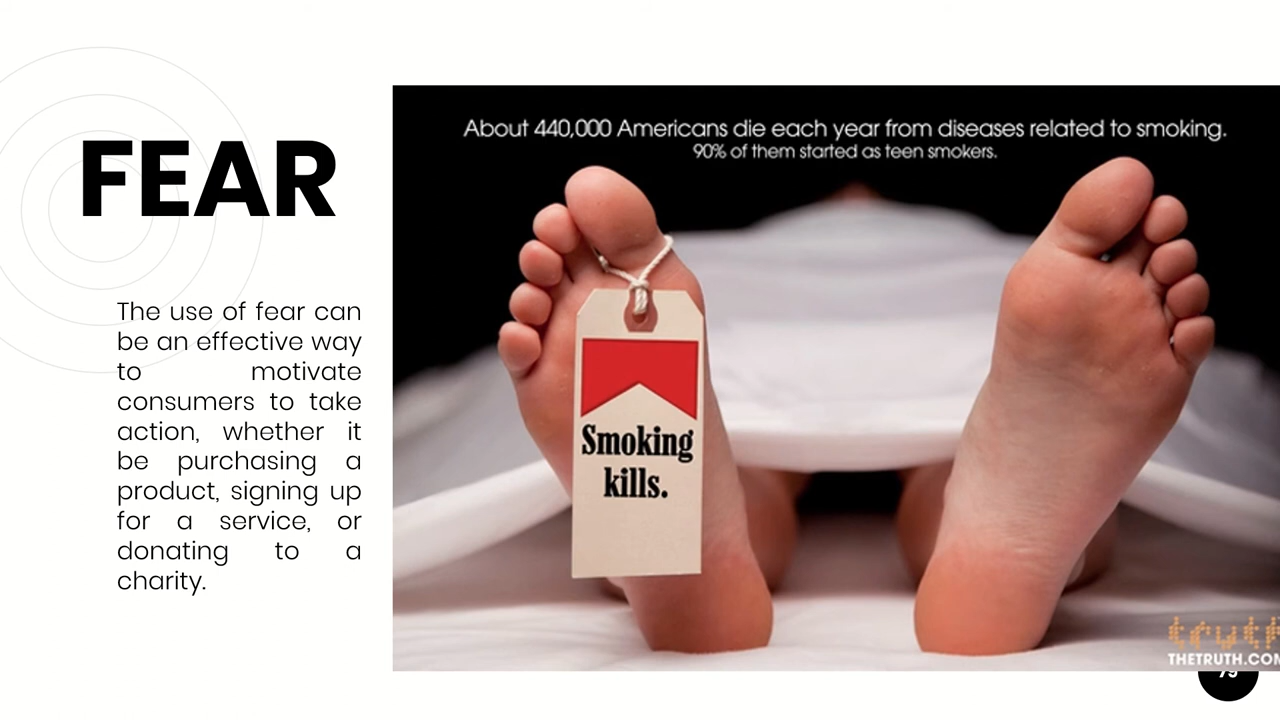 FEAR
The use of fear can
be an effective way
to motivate
consumers to take
action, whether it
be purchasing a
product, signing up
for a service, or
donating to a
charity.
About 440,000 Americans die each year from diseases related to smoking.
90% of them started as teen smokers.
Smoking
kills.
truth
THETRUTH.COM